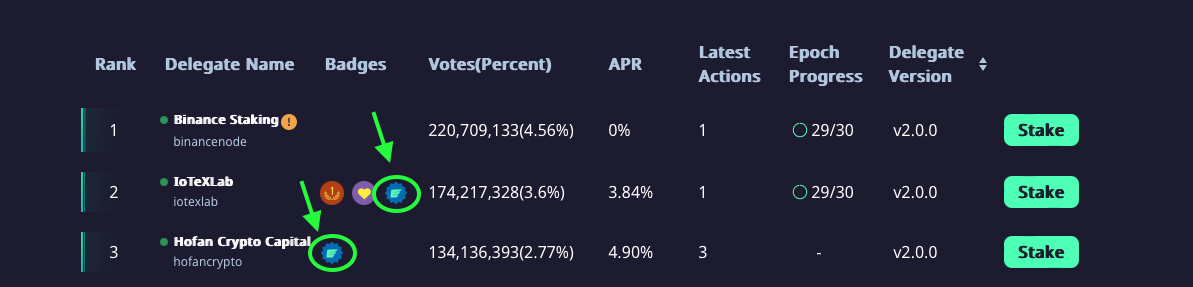 Rank Delegate Name Badges Votes(Percent) APR Latest Actions Epoch Progress Delegate Version
1 Binance Staking ! 220,709,133(4.56%) 0% 1 29/30 v2.0.0 Stake
binancenode
2 IoTeXLab 1 174,217,328(3.6%) 3.84% 1 29/30 v2.0.0 Stake
iotexlab
3 Hofan Crypto Capital 134,136,393(2.77%) 4.90% 3 - v2.0.0 Stake
hofancrypto